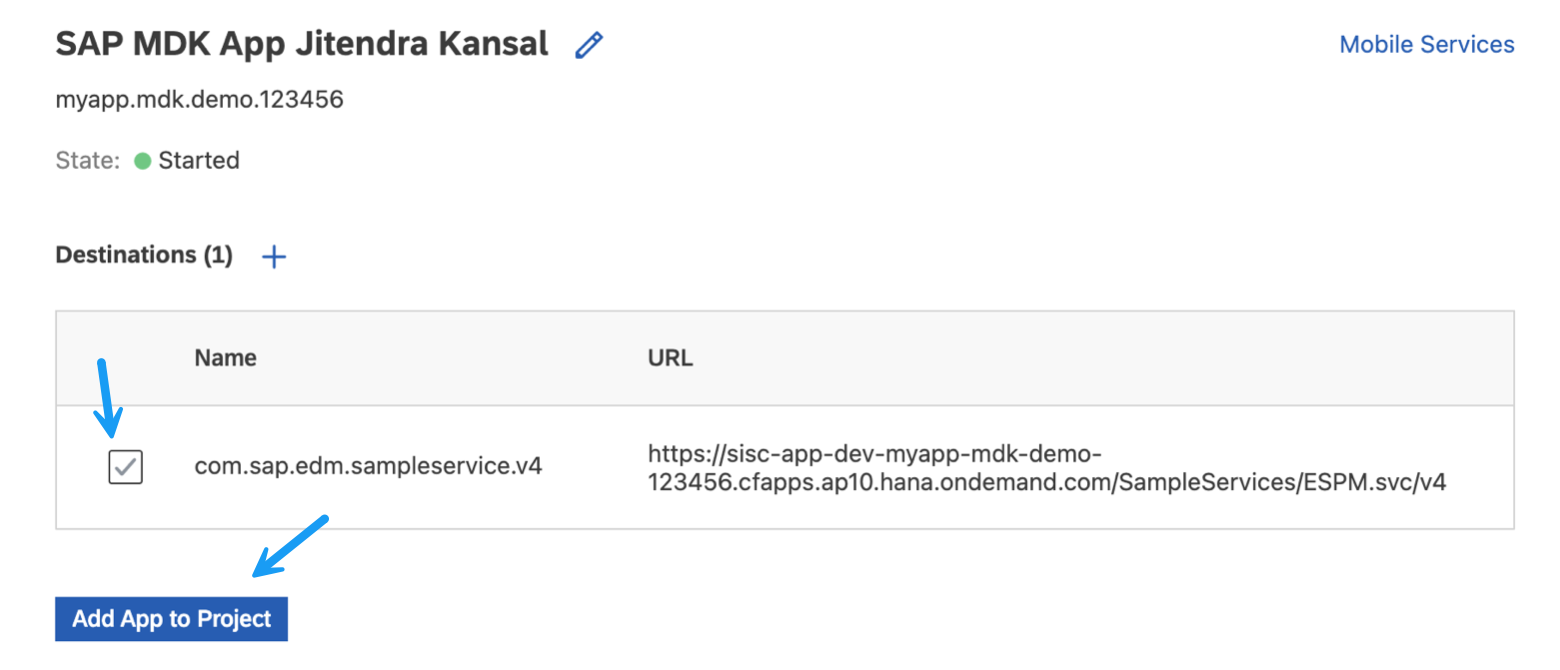 SAP MDK App Jitendra Kansal
Mobile Services
myapp.mdk.demo.123456
State: Started
Destinations (1)
Name URL
com.sap.edm.sampleservice.v4
https://sisc-app-dev-myapp-mdk-demo-
123456.cfapps.ap10.hana.ondemand.com/SampleServices/ESPM.svc/v4
Add App to Project